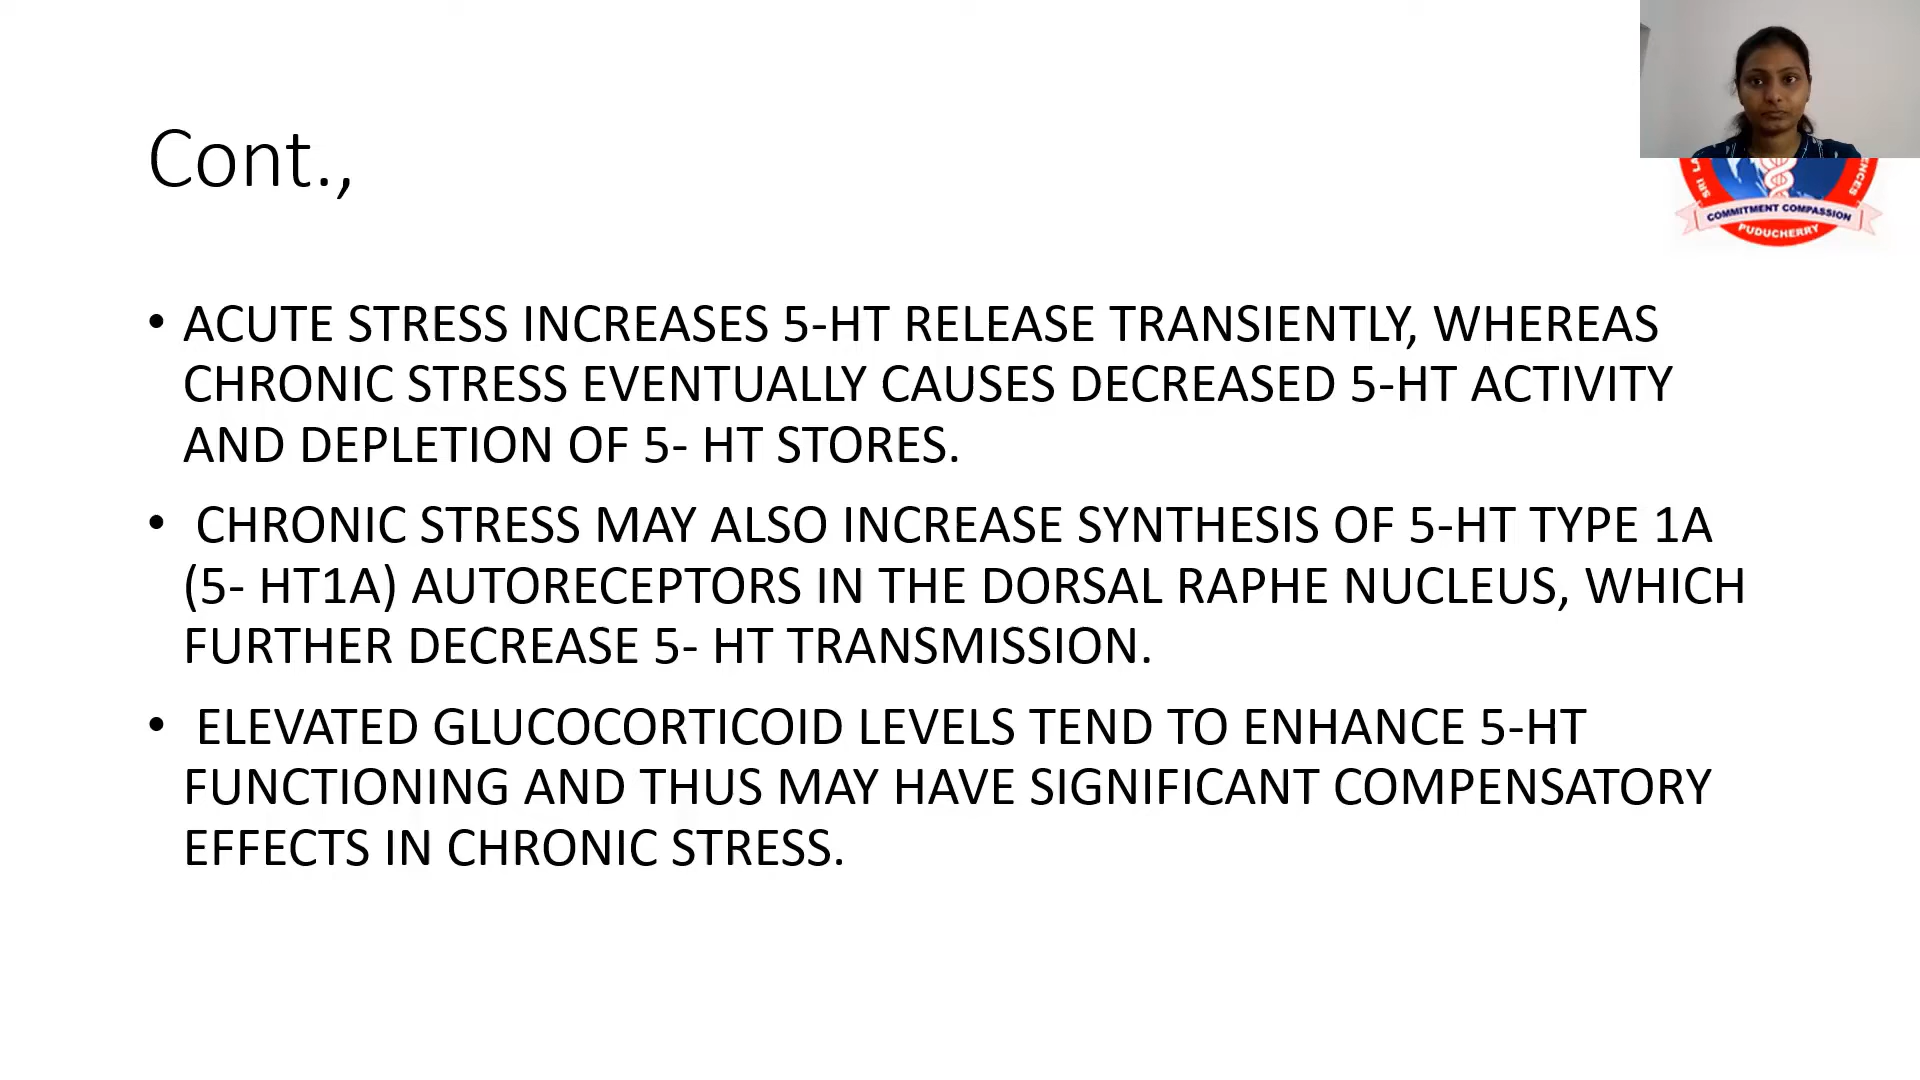 Cont.,
SRI L
ENCES
COMMITMENT COMPASSION
PUDUCHERRY
• ACUTE STRESS INCREASES 5-HT RELEASE TRANSIENTLY, WHEREAS
CHRONIC STRESS EVENTUALLY CAUSES DECREASED 5-HT ACTIVITY
AND DEPLETION OF 5- HT STORES.
• CHRONIC STRESS MAY ALSO INCREASE SYNTHESIS OF 5-HT TYPE 1A
(5- HT1A) AUTORECEPTORS IN THE DORSAL RAPHE NUCLEUS, WHICH
FURTHER DECREASE 5- HT TRANSMISSION.
• ELEVATED GLUCOCORTICOID LEVELS TEND TO ENHANCE 5-HT
FUNCTIONING AND THUS MAY HAVE SIGNIFICANT COMPENSATORY
EFFECTS IN CHRONIC STRESS.